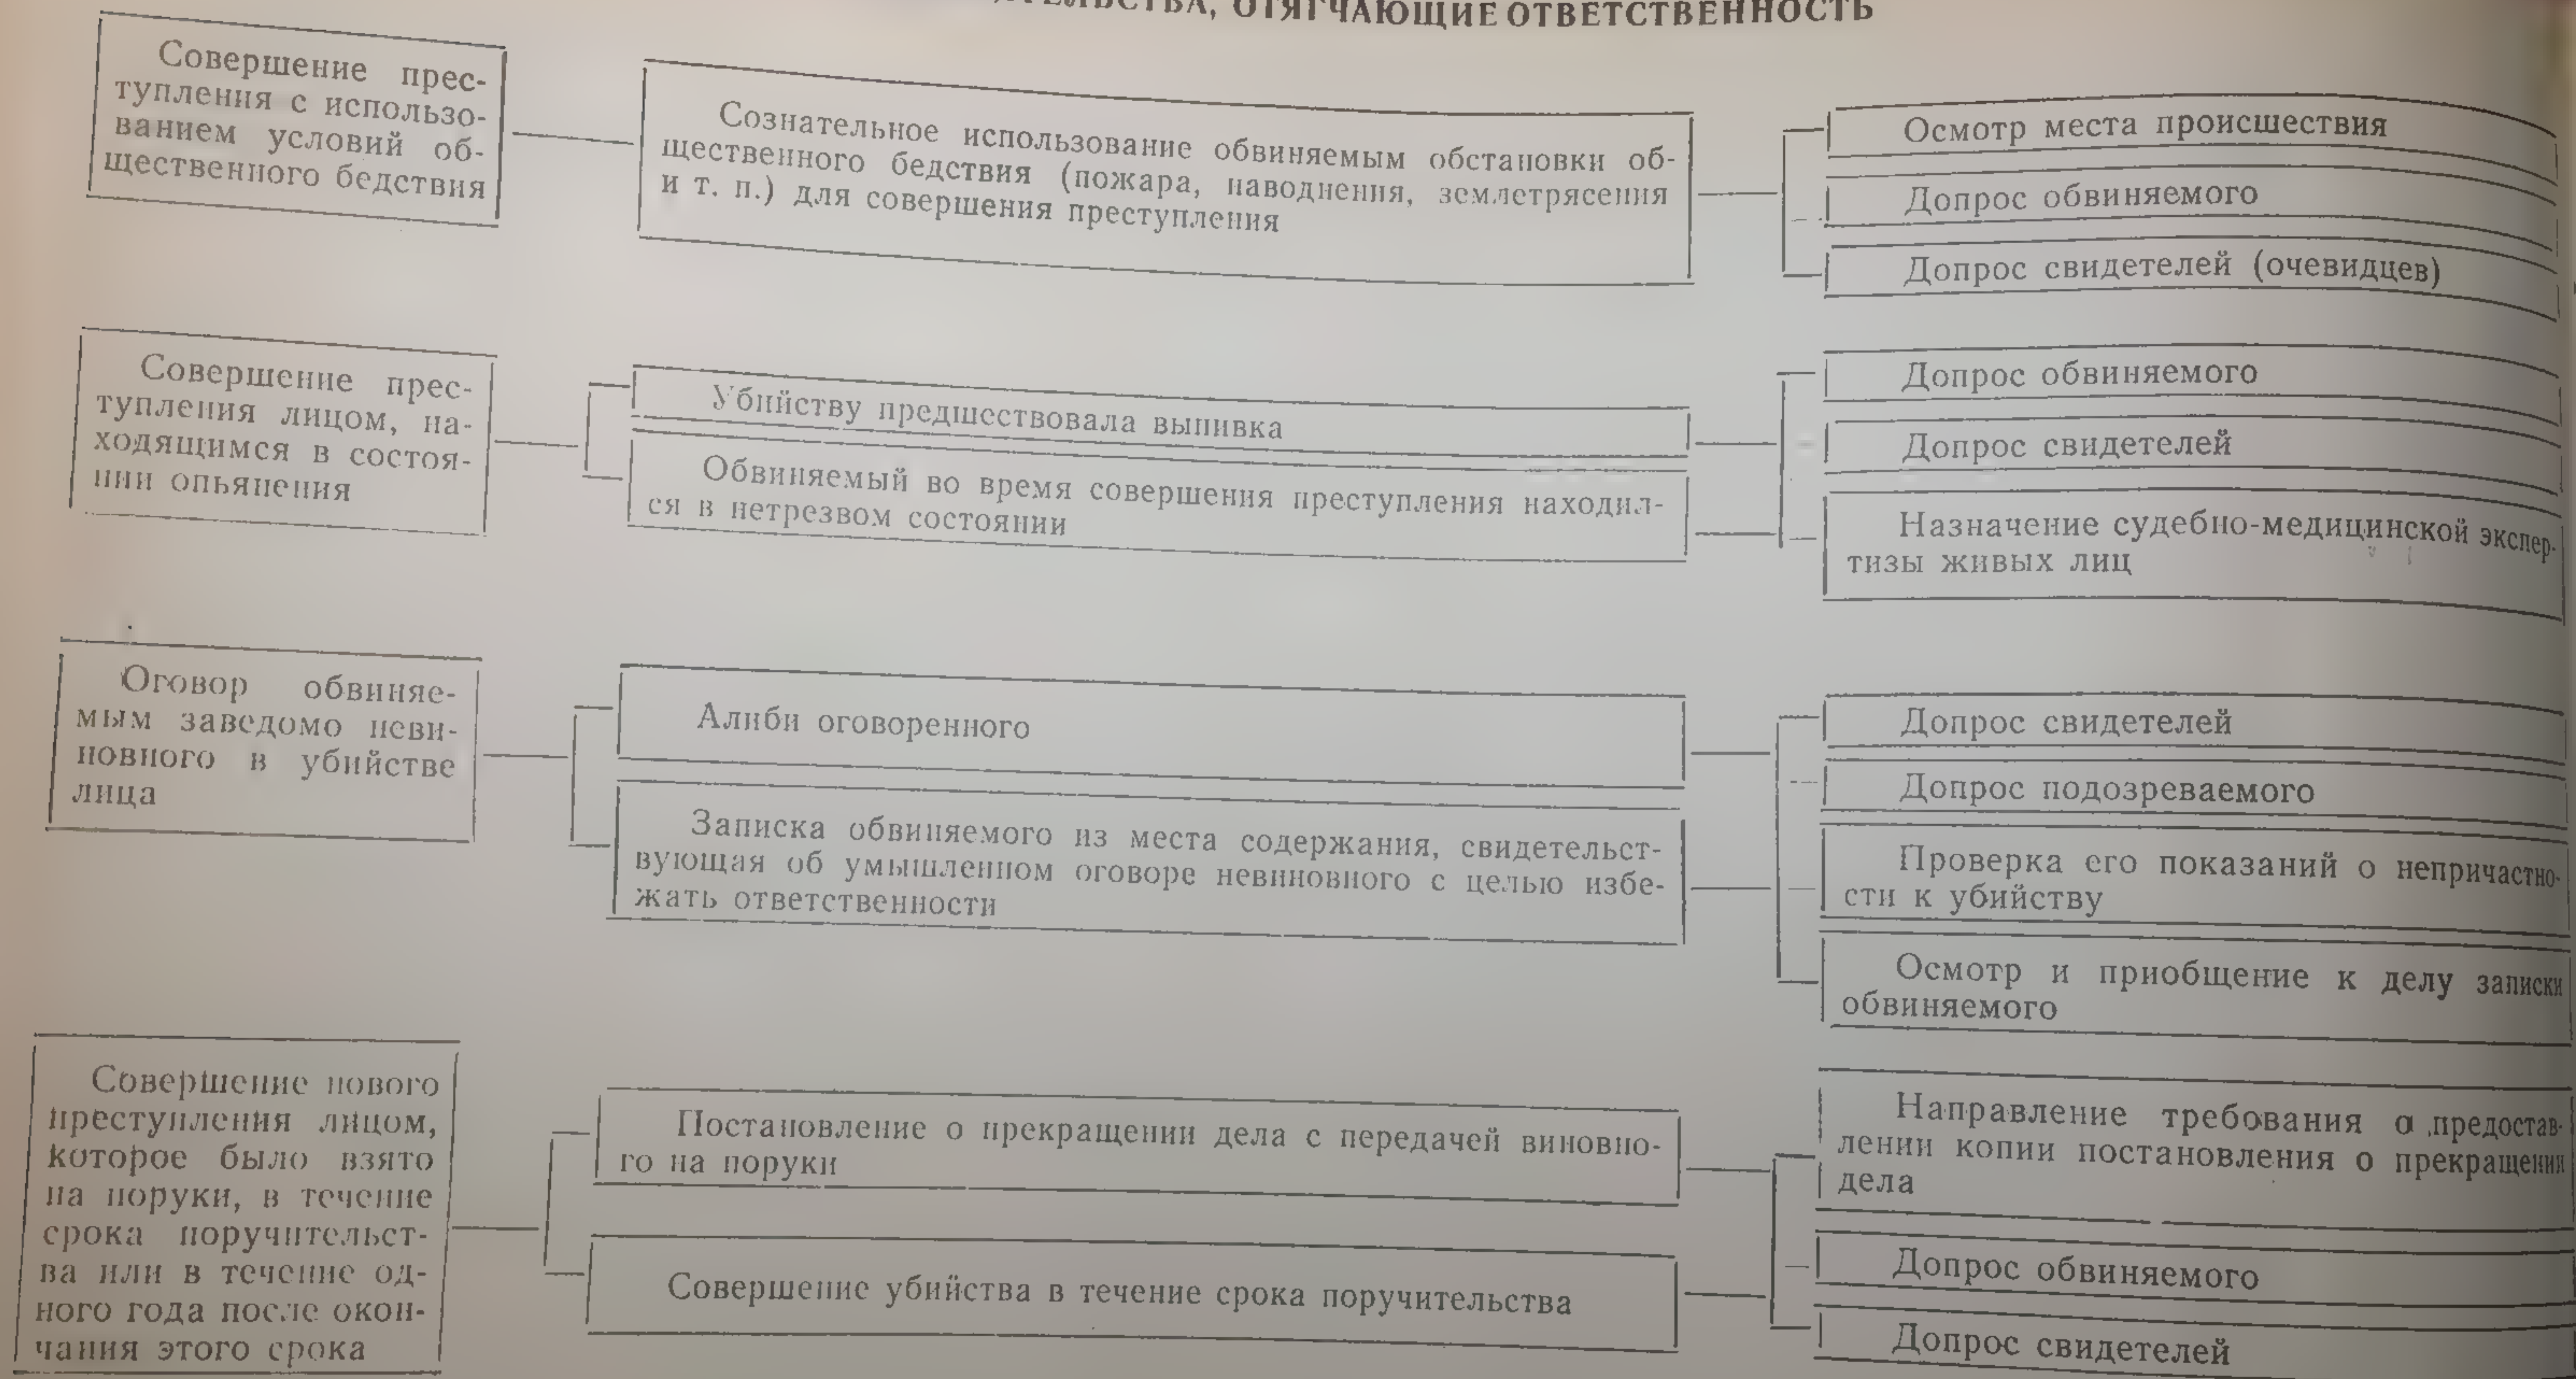 ОТЯГЧАЮЩИЕ ОТВЕТСТВЕННОСТЬ
Совершение прес-
тупления с использо-
ванием условий об-
щественного бедствия
Сознательное использование обвиняемым обстановки об-
щественного бедствия (пожара, наводнения, землетрясения
и т. п.) для совершения преступления
Осмотр места происшествия
Допрос обвиняемого
Допрос свидетелей (очевидцев)
Совершение прес-
тупления лицом, на-
ходящимся в состоя-
нии опьянения
Убийству предшествовала выпивка
Обвиняемый во время совершения преступления находил-
ся в нетрезвом состоянии
Допрос обвиняемого
Допрос свидетелей
Назначение судебно-медицинской экспер-
тизы живых лиц
Оговор обвиняе-
мым заведомо неви-
новного в убийстве
лица
Алиби оговоренного
Записка обвиняемого из места содержания, свидетельст-
вующая об умышленном оговоре невиновного с целью избе-
жать ответственности
Допрос свидетелей
Допрос подозреваемого
Проверка его показаний о непричастно-
сти к убийству
Осмотр и приобщение к делу записки
обвиняемого
Совершение нового
преступления лицом,
которое было взято
на поруки, в течение
срока поручительст-
ва или в течение од-
ного года после окон-
чания этого срока
Постановление о прекращении дела с передачей виновно-
го на поруки
Совершение убийства в течение срока поручительства
Направление требования о предостав-
лении копии постановления о прекращении
дела
Допрос обвиняемого
Допрос свидетелей